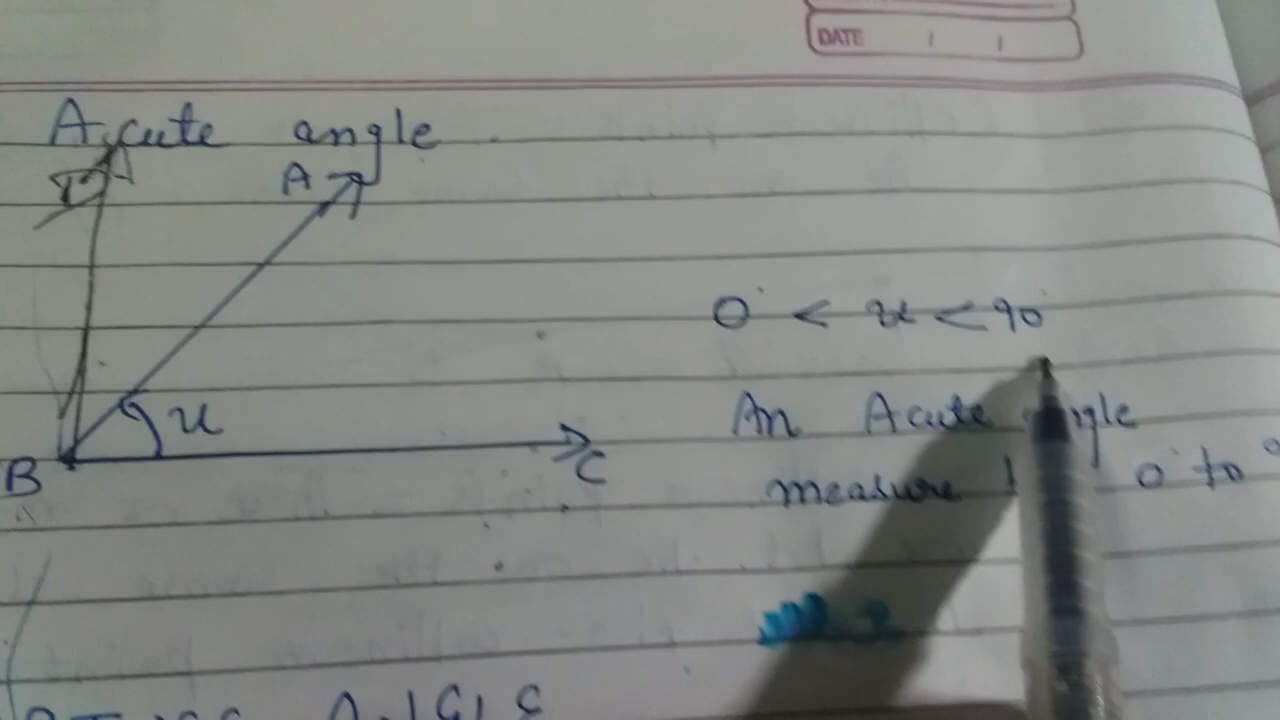 DATE
Acute angle
A
0° < x < 90°
x
An Acute
B
C
measure 0° to